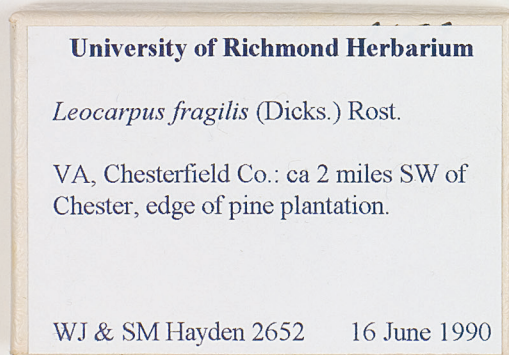 University of Richmond Herbarium
Leocarpus fragilis (Dicks.) Rost.
VA, Chesterfield Co.: ca 2 miles SW of
Chester, edge of pine plantation.
WJ & SM Hayden 2652 16 June 1990